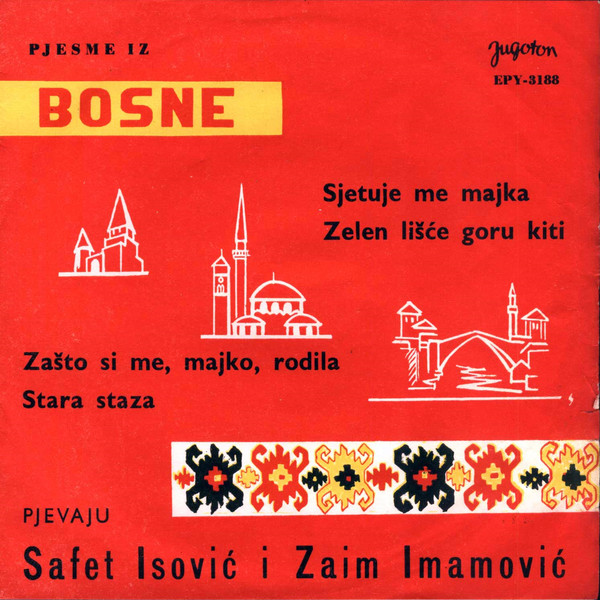 PJESME IZ
Jugoton
EPY-3188
BOSNE
Sjetuje me majka
Zelen lišće goru kiti
Zašto si me, majko, rodila
Stara staza
PJEVAJU
Safet Isović i Zaim Imamović